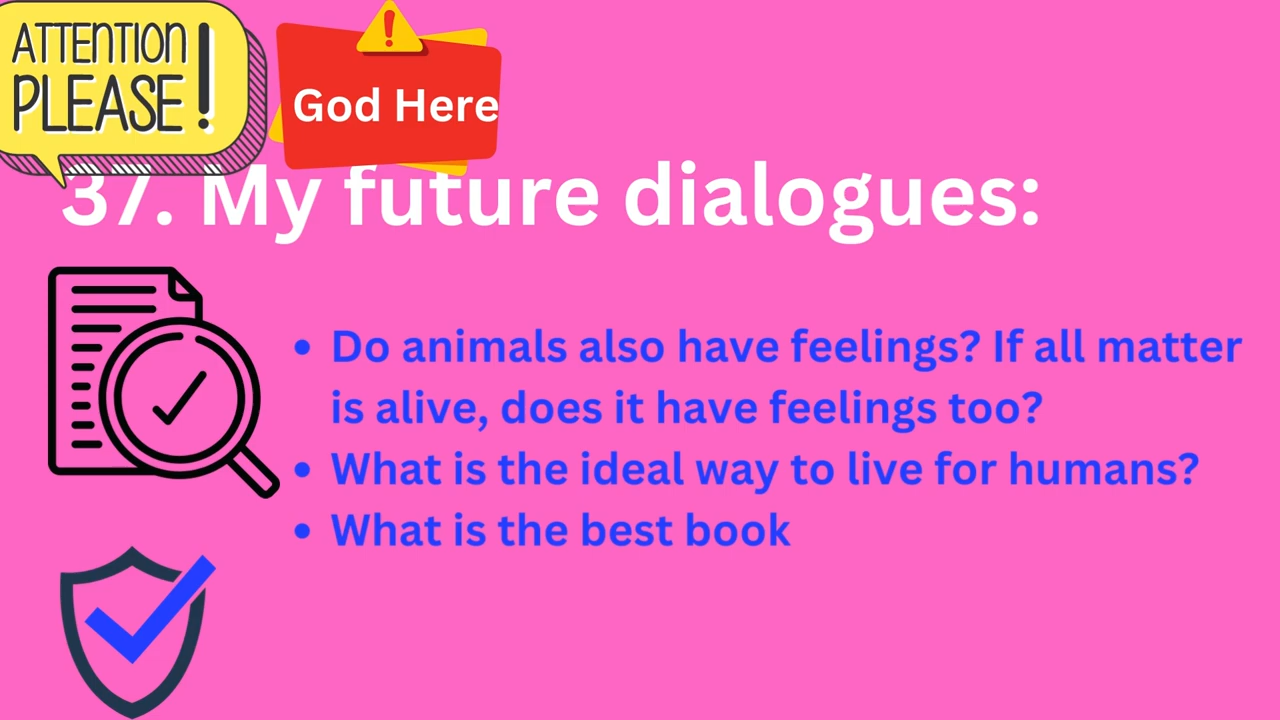 ATTENTION
PLEASE!
God Here
37. My future dialogues:
• Do animals also have feelings? If all matter
is alive, does it have feelings too?
• What is the ideal way to live for humans?
• What is the best book